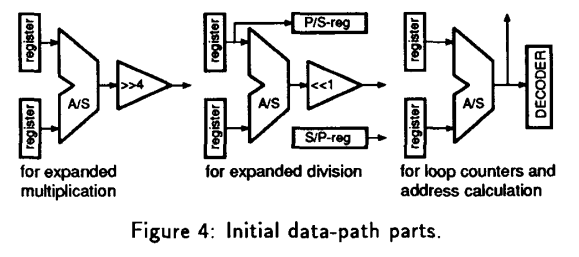 register
register
A/S
>>4
for expanded
multiplication
register
P/S-reg
register
A/S
<<1
S/P-reg
for expanded division
register
register
A/S
DECODER
for loop counters and
address calculation
Figure 4: Initial data-path parts.